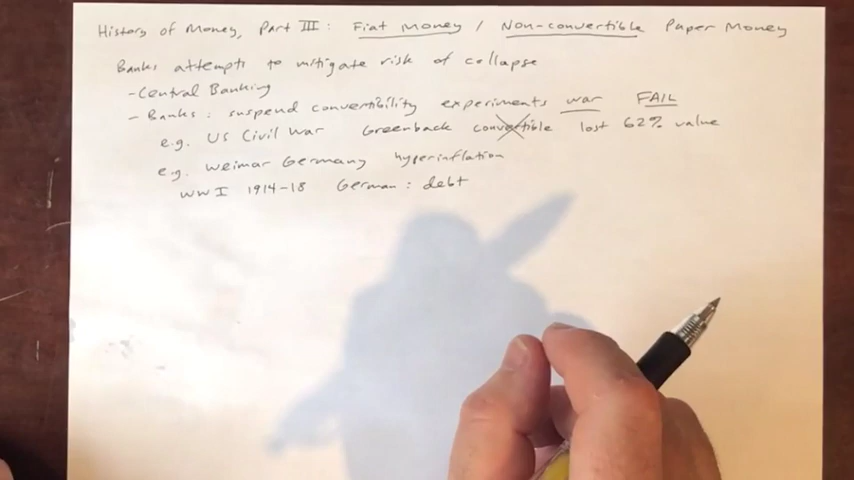 History of Money, Part III: Fiat Money / Non-convertible Paper Money
Banks attempts to mitigate risk of collapse
- Central Banking
- Banks: suspend convertibility experiments war FAIL
e.g. US Civil War Greenback convertible lost 62% value
e.g. Weimar Germany hyperinflation
WWI 1914-18 German: debt